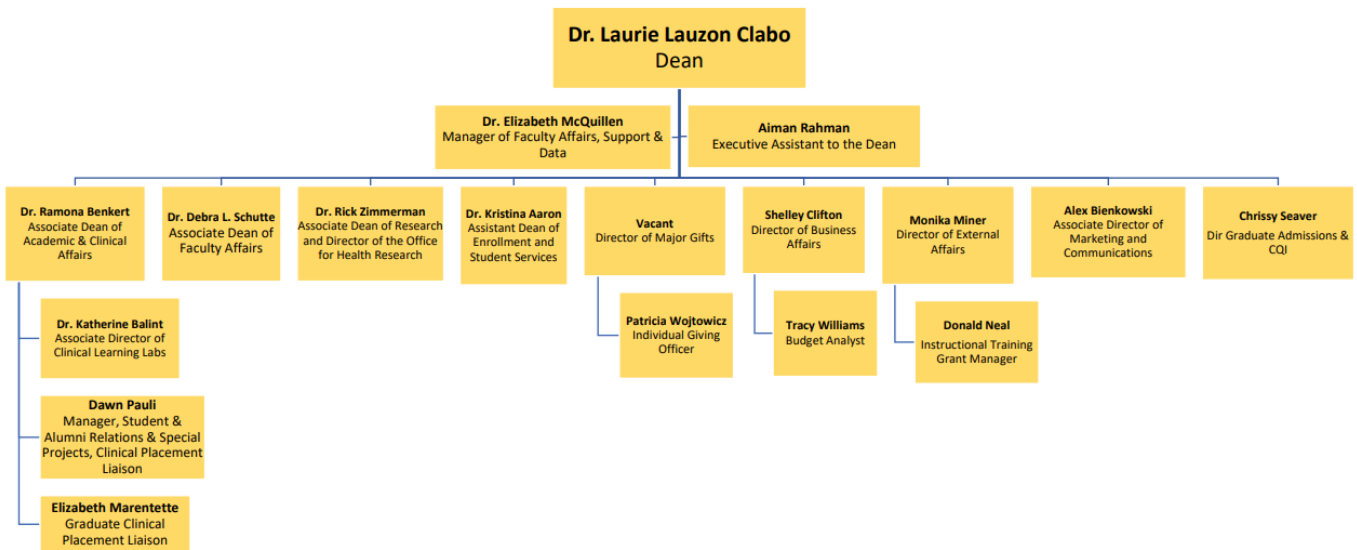 Dr. Laurie Lauzon Clabo
Dean
Dr. Elizabeth McQuillen
Manager of Faculty Affairs, Support &
Data
Aiman Rahman
Executive Assistant to the Dean
Dr. Ramona Benkert
Associate Dean of
Academic & Clinical
Affairs
Dr. Debra L. Schutte
Associate Dean of
Faculty Affairs
Dr. Rick Zimmerman
Associate Dean of Research
and Director of the Office
for Health Research
Dr. Kristina Aaron
Assistant Dean of
Enrollment and
Student Services
Vacant
Director of Major Gifts
Shelley Clifton
Director of Business
Affairs
Monika Miner
Director of External
Affairs
Alex Bienkowski
Associate Director of
Marketing and
Communications
Chrissy Seaver
Dir Graduate Admissions &
CQI
Dr. Katherine Balint
Associate Director of
Clinical Learning Labs
Patricia Wojtowicz
Individual Giving
Officer
Tracy Williams
Budget Analyst
Donald Neal
Instructional Training
Grant Manager
Dawn Pauli
Manager, Student &
Alumni Relations & Special
Projects, Clinical Placement
Liaison
Elizabeth Marentette
Graduate Clinical
Placement Liaison